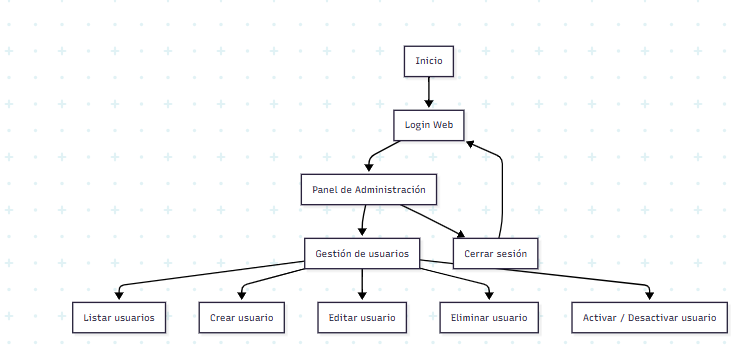 Inicio
Login Web
Panel de Administración
Gestión de usuarios
Cerrar sesión
Listar usuarios
Crear usuario
Editar usuario
Eliminar usuario
Activar / Desactivar usuario